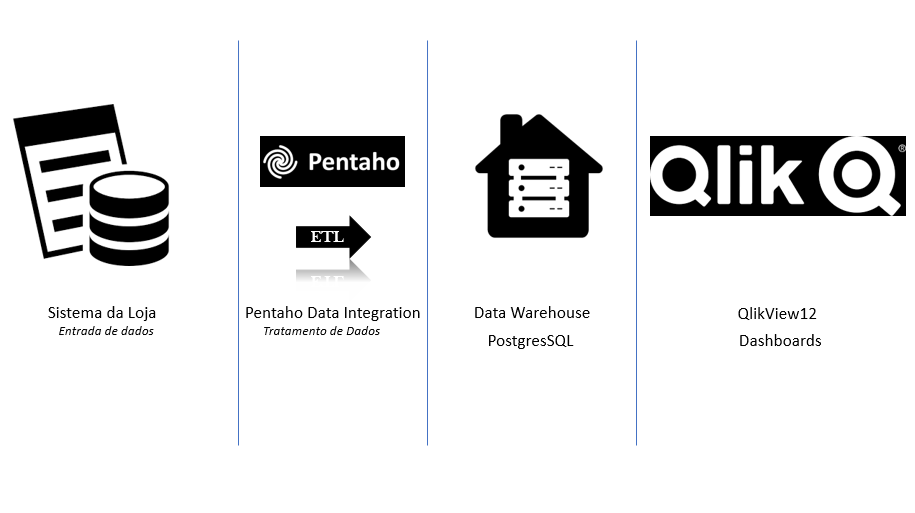 Pentaho
ETL
Qlik Q®
Sistema da Loja
Entrada de dados
Pentaho Data Integration
Tratamento de Dados
Data Warehouse
PostgresSQL
QlikView12
Dashboards